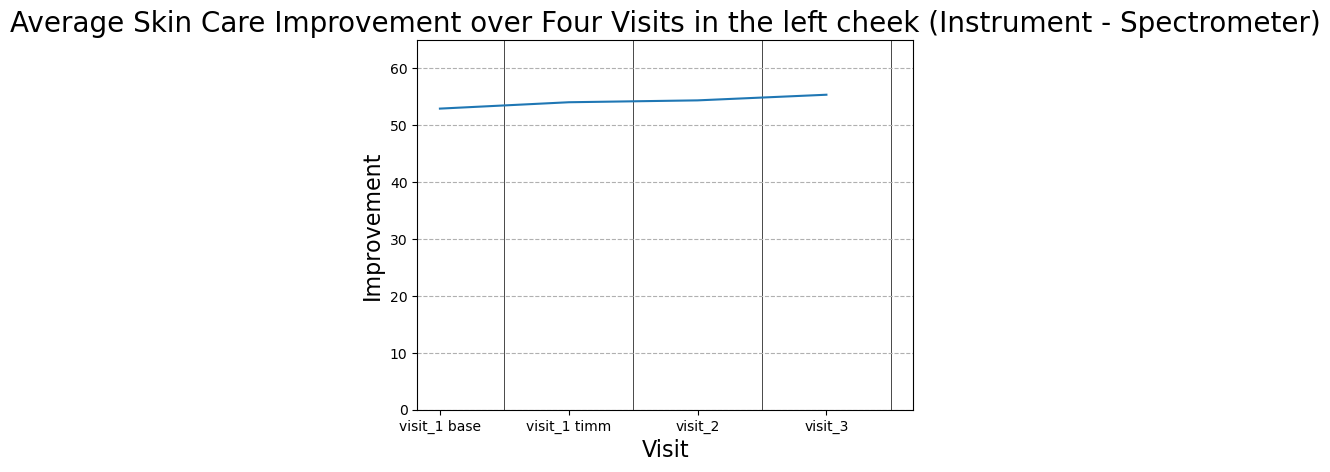 Average Skin Care Improvement over Four Visits in the left cheek (Instrument - Spectrometer)
60
50
40
30
20
10
0
Improvement
visit_1 base visit_1 timm visit_2 visit_3
Visit